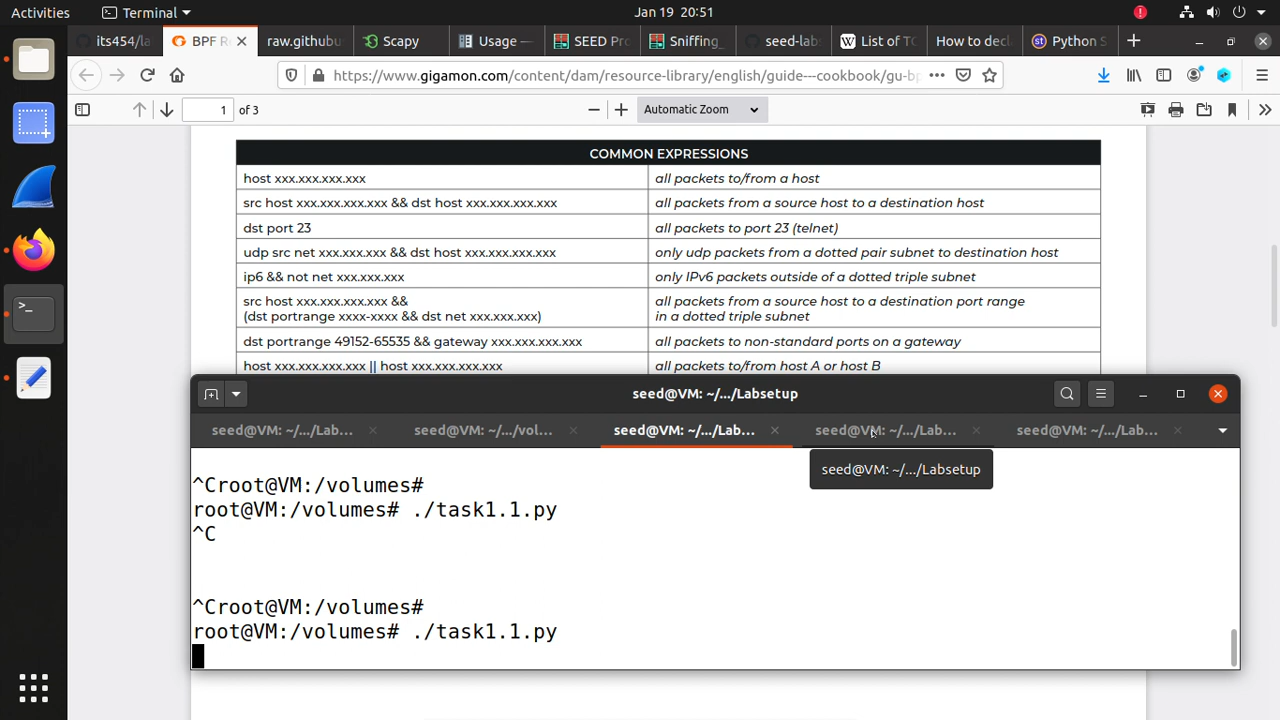 Activities
Terminal
Jan 19 20:51
its454/la
BPF R
raw.githubu
Scapy
Usage —
SEED Pro
Sniffing_
seed-labs
List of TC
How to decl
Python S
https://www.gigamon.com/content/dam/resource-library/english/guide---cookbook/gu-bp
1 of 3
Automatic Zoom
COMMON EXPRESSIONS
host xxx.xxx.xxx.xxx all packets to/from a host
src host xxx.xxx.xxx.xxx && dst host xxx.xxx.xxx.xxx all packets from a source host to a destination host
dst port 23 all packets to port 23 (telnet)
udp src net xxx.xxx.xxx && dst host xxx.xxx.xxx.xxx only udp packets from a dotted pair subnet to destination host
ip6 && not net xxx.xxx.xxx only IPv6 packets outside of a dotted triple subnet
src host xxx.xxx.xxx.xxx && all packets from a source host to a destination port range
(dst portrange xxxx-xxxx && dst net xxx.xxx.xxx) in a dotted triple subnet
dst portrange 49152-65535 && gateway xxx.xxx.xxx.xxx all packets to non-standard ports on a gateway
host xxx.xxx.xxx.xxx || host xxx.xxx.xxx.xxx all packets to/from host A or host B
seed@VM: ~/.../Labsetup
seed@VM: ~/.../Lab...
seed@VM: ~/.../vol...
seed@VM: ~/.../Lab...
seed@VM: ~/.../Lab...
seed@VM: ~/.../Lab...
seed@VM: ~/.../Labsetup
^Croot@VM:/volumes#
root@VM:/volumes# ./task1.1.py
^C
^Croot@VM:/volumes#
root@VM:/volumes# ./task1.1.py